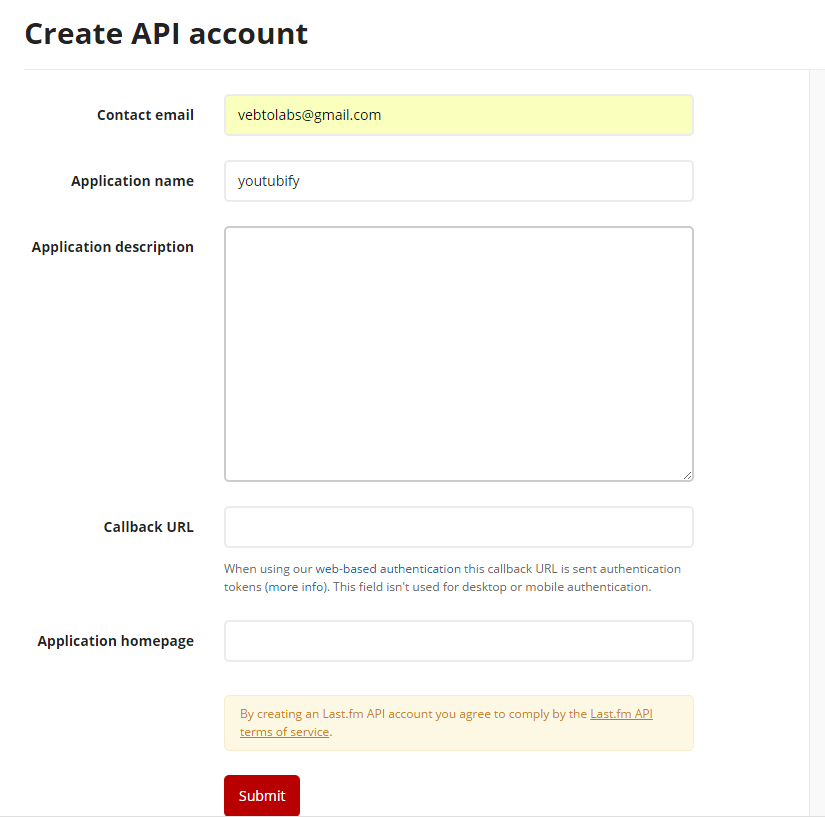 Create API account
Contact email
vebtolabs@gmail.com
Application name
youtubify
Application description
Callback URL
When using our web-based authentication this callback URL is sent authentication
tokens (more info). This field isn't used for desktop or mobile authentication.
Application homepage
By creating an Last.fm API account you agree to comply by the Last.fm API
terms of service.
Submit